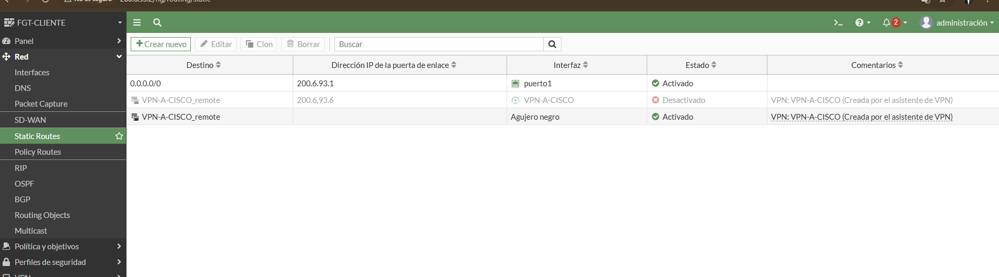 No es seguro 200.6.93.2/ng/routing/static
FGT-CLIENTE
2
administración
Panel
Red
Interfaces
DNS
Packet Capture
SD-WAN
Static Routes
Policy Routes
RIP
OSPF
BGP
Routing Objects
Multicast
Política y objetivos
Perfiles de seguridad
VPN
Crear nuevo Editar Clon Borrar Buscar
Destino Dirección IP de la puerta de enlace Interfaz Estado Comentarios
0.0.0.0/0 200.6.93.1 puerto1 Activado
VPN-A-CISCO_remote 200.6.93.6 VPN-A-CISCO Desactivado VPN: VPN-A-CISCO (Creada por el asistente de VPN)
VPN-A-CISCO_remote Agujero negro Activado VPN: VPN-A-CISCO (Creada por el asistente de VPN)